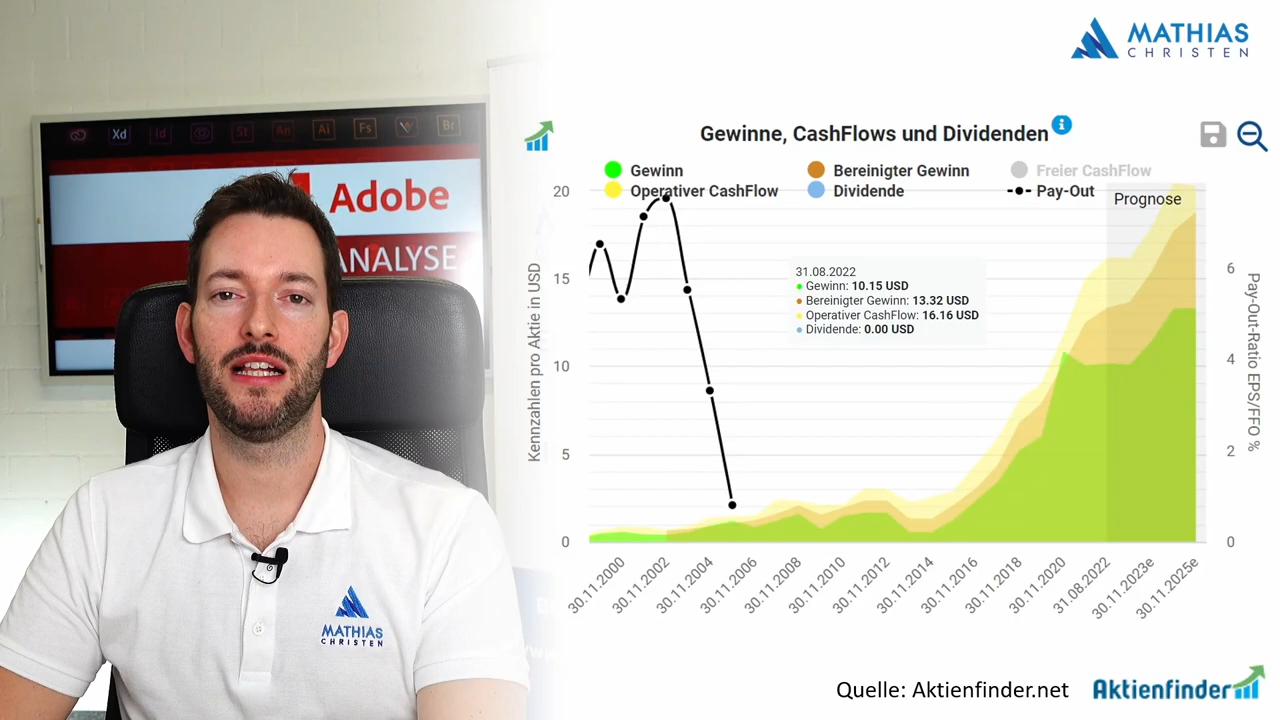 MATHIAS
CHRISTEN
Xd
Id
St
An
Ai
Fs
Br
Adobe
ANALYSE
MATHIAS
CHRISTEN
Gewinne, CashFlows und Dividenden
i
Gewinn
Bereinigter Gewinn
Freier CashFlow
Operativer CashFlow
Dividende
Pay-Out
Prognose
31.08.2022
Gewinn: 10.15 USD
Bereinigter Gewinn: 13.32 USD
Operativer CashFlow: 16.16 USD
Dividende: 0.00 USD
Kennzahlen pro Aktie in USD
20
15
10
5
0
Pay-Out-Ratio EPS/FFO %
6
4
2
0
30.11.2000
30.11.2002
30.11.2004
30.11.2006
30.11.2008
30.11.2010
30.11.2012
30.11.2014
30.11.2016
30.11.2018
30.11.2020
31.08.2022
30.11.2023e
30.11.2025e
Quelle: Aktienfinder.net
Aktienfinder